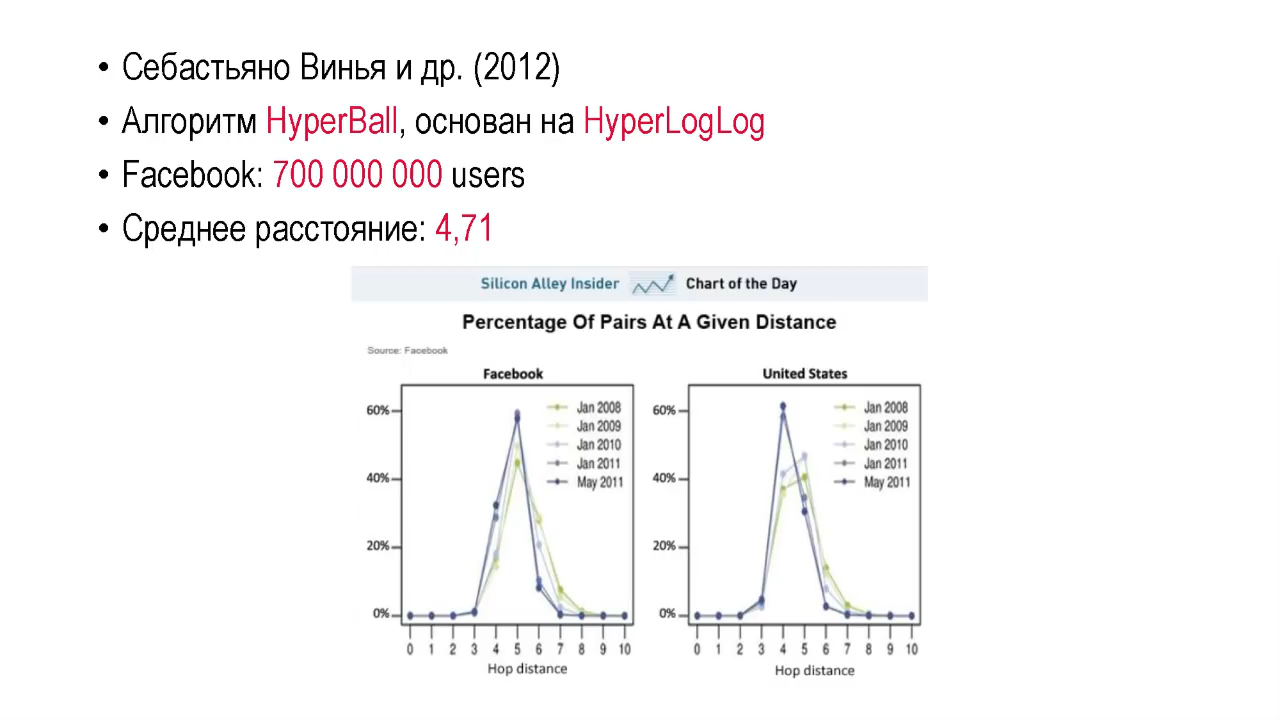 • Себастьяно Винья и др. (2012)
• Алгоритм HyperBall, основан на HyperLogLog
• Facebook: 700 000 000 users
• Среднее расстояние: 4,71
Silicon Alley Insider Chart of the Day
Percentage Of Pairs At A Given Distance
Source: Facebook
Facebook
60%
40%
20%
0%
Jan 2008
Jan 2009
Jan 2010
Jan 2011
May 2011
0 1 2 3 4 5 6 7 8 9 10
Hop distance
United States
60%
40%
20%
0%
Jan 2008
Jan 2009
Jan 2010
Jan 2011
May 2011
0 1 2 3 4 5 6 7 8 9 10
Hop distance